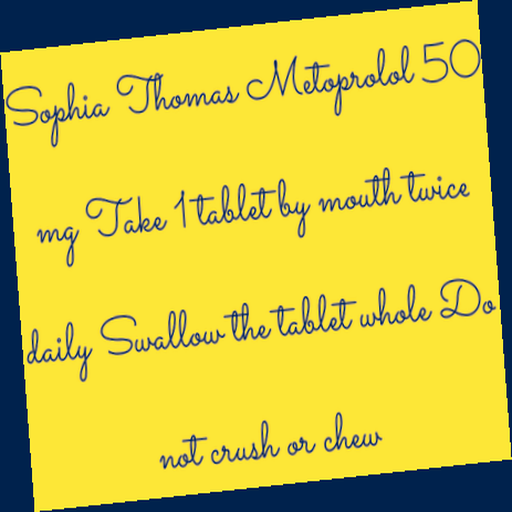 Sophia Thomas Metoprolol 50
mg Take 1 tablet by mouth twice
daily Swallow the tablet whole Do
not crush or chew